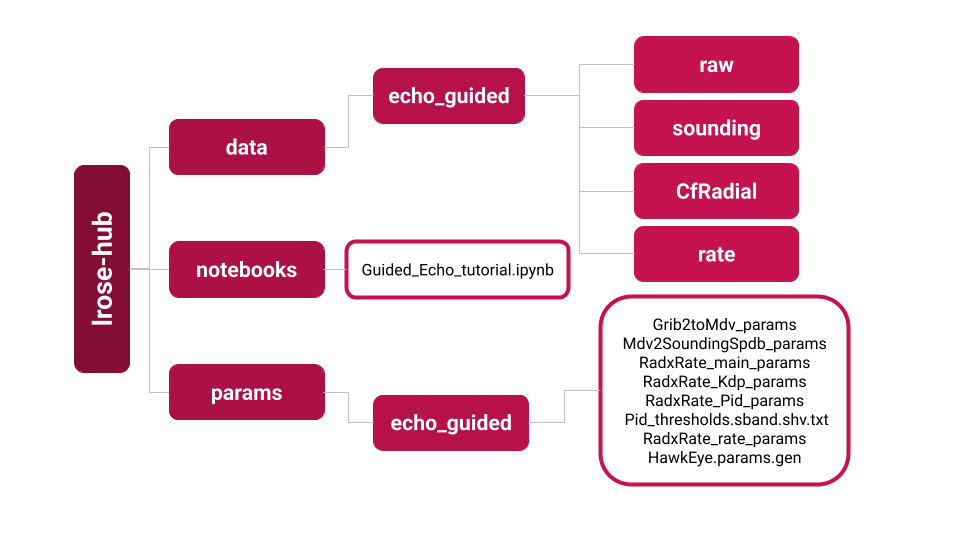 lrose-hub
data
echo_guided
raw
sounding
CfRadial
rate
notebooks
Guided_Echo_tutorial.ipynb
params
echo_guided
Grib2toMdv_params
Mdv2SoundingSpdb_params
RadxRate_main_params
RadxRate_Kdp_params
RadxRate_Pid_params
Pid_thresholds.sband.shv.txt
RadxRate_rate_params
HawkEye.params.gen